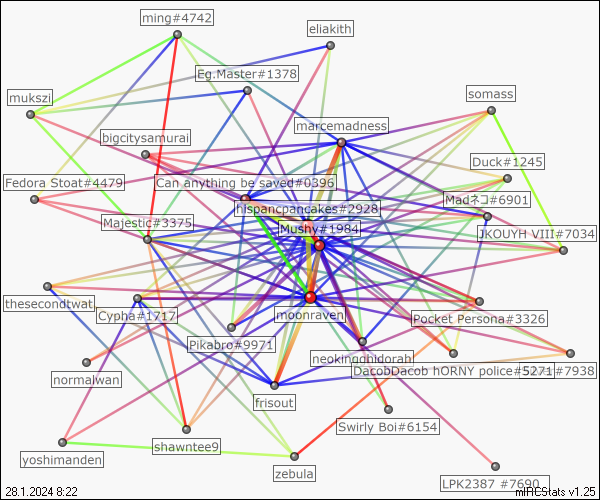 ming#4742
eliakith
Eg.Master#1378
mukszi
somass
marcemadness
bigcitysamurai
Duck#1245
Fedora Stoat#4479
Can anything be saved#0396
Madネコ#6901
hispancpancakes#2928
Majestic#3375
Mushy#1984
JKOUYH VIII#7034
thesecondtwat
Cypha#1717
moonraven
Pocket Persona#3326
Pikabro#9971
neokingghidorah
DacobDacob hORNY police#5271
#7938
normalwan
frisout
Swirly Boi#6154
shawntee9
yoshimanden
zebula
LPK2387 #7690
28.1.2024 8:22
mIRCStats v1.25